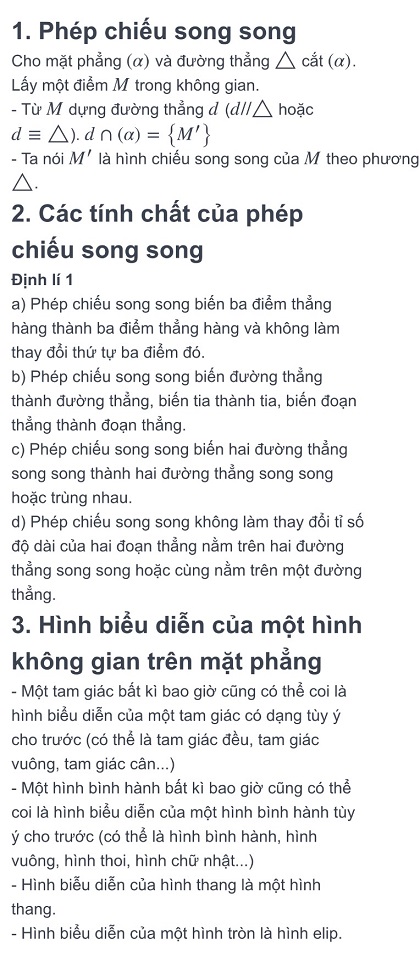 1. Phép chiếu song song
Cho mặt phẳng (α) và đường thẳng △ cắt (α).
Lấy một điểm M trong không gian.
- Từ M dựng đường thẳng d (d//△ hoặc
d ≡ △). d ∩ (α) = {M′}
- Ta nói M′ là hình chiếu song song của M theo phương
△.
2. Các tính chất của phép
chiếu song song
Định lí 1
a) Phép chiếu song song biến ba điểm thẳng
hàng thành ba điểm thẳng hàng và không làm
thay đổi thứ tự ba điểm đó.
b) Phép chiếu song song biến đường thẳng
thành đường thẳng, biến tia thành tia, biến đoạn
thẳng thành đoạn thẳng.
c) Phép chiếu song song biến hai đường thẳng
song song thành hai đường thẳng song song
hoặc trùng nhau.
d) Phép chiếu song song không làm thay đổi tỉ số
độ dài của hai đoạn thẳng nằm trên hai đường
thẳng song song hoặc cùng nằm trên một đường
thẳng.
3. Hình biểu diễn của một hình
không gian trên mặt phẳng
- Một tam giác bất kì bao giờ cũng có thể coi là
hình biểu diễn của một tam giác có dạng tùy ý
cho trước (có thể là tam giác đều, tam giác
vuông, tam giác cân...)
- Một hình bình hành bất kì bao giờ cũng có thể
coi là hình biểu diễn của một hình bình hành tùy
ý cho trước (có thể là hình bình hành, hình
vuông, hình thoi, hình chữ nhật...)
- Hình biễu diễn của hình thang là một hình
thang.
- Hình biểu diễn của một hình tròn là hình elip.